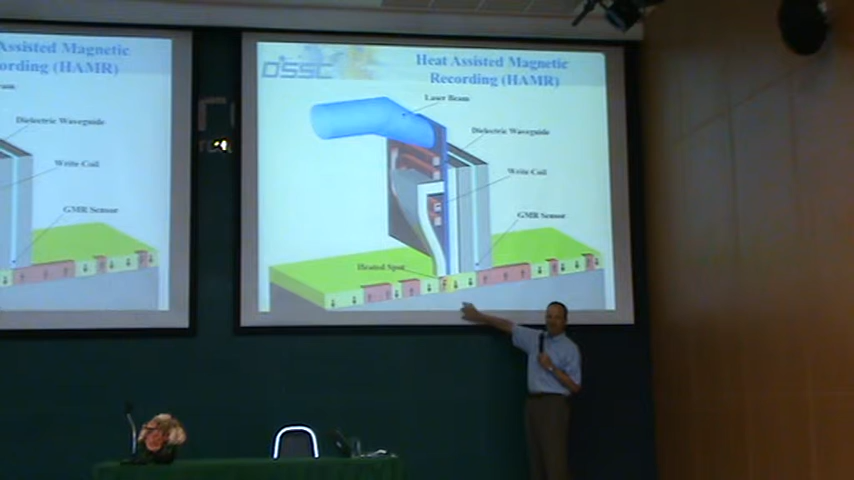 Assisted Magnetic
ording (HAMR)
Dielectric Waveguide
Write Coil
GMR Sensor
DSSC
Heat Assisted Magnetic
Recording (HAMR)
Laser Beam
Dielectric Waveguide
Write Coil
GMR Sensor
Heated Spot